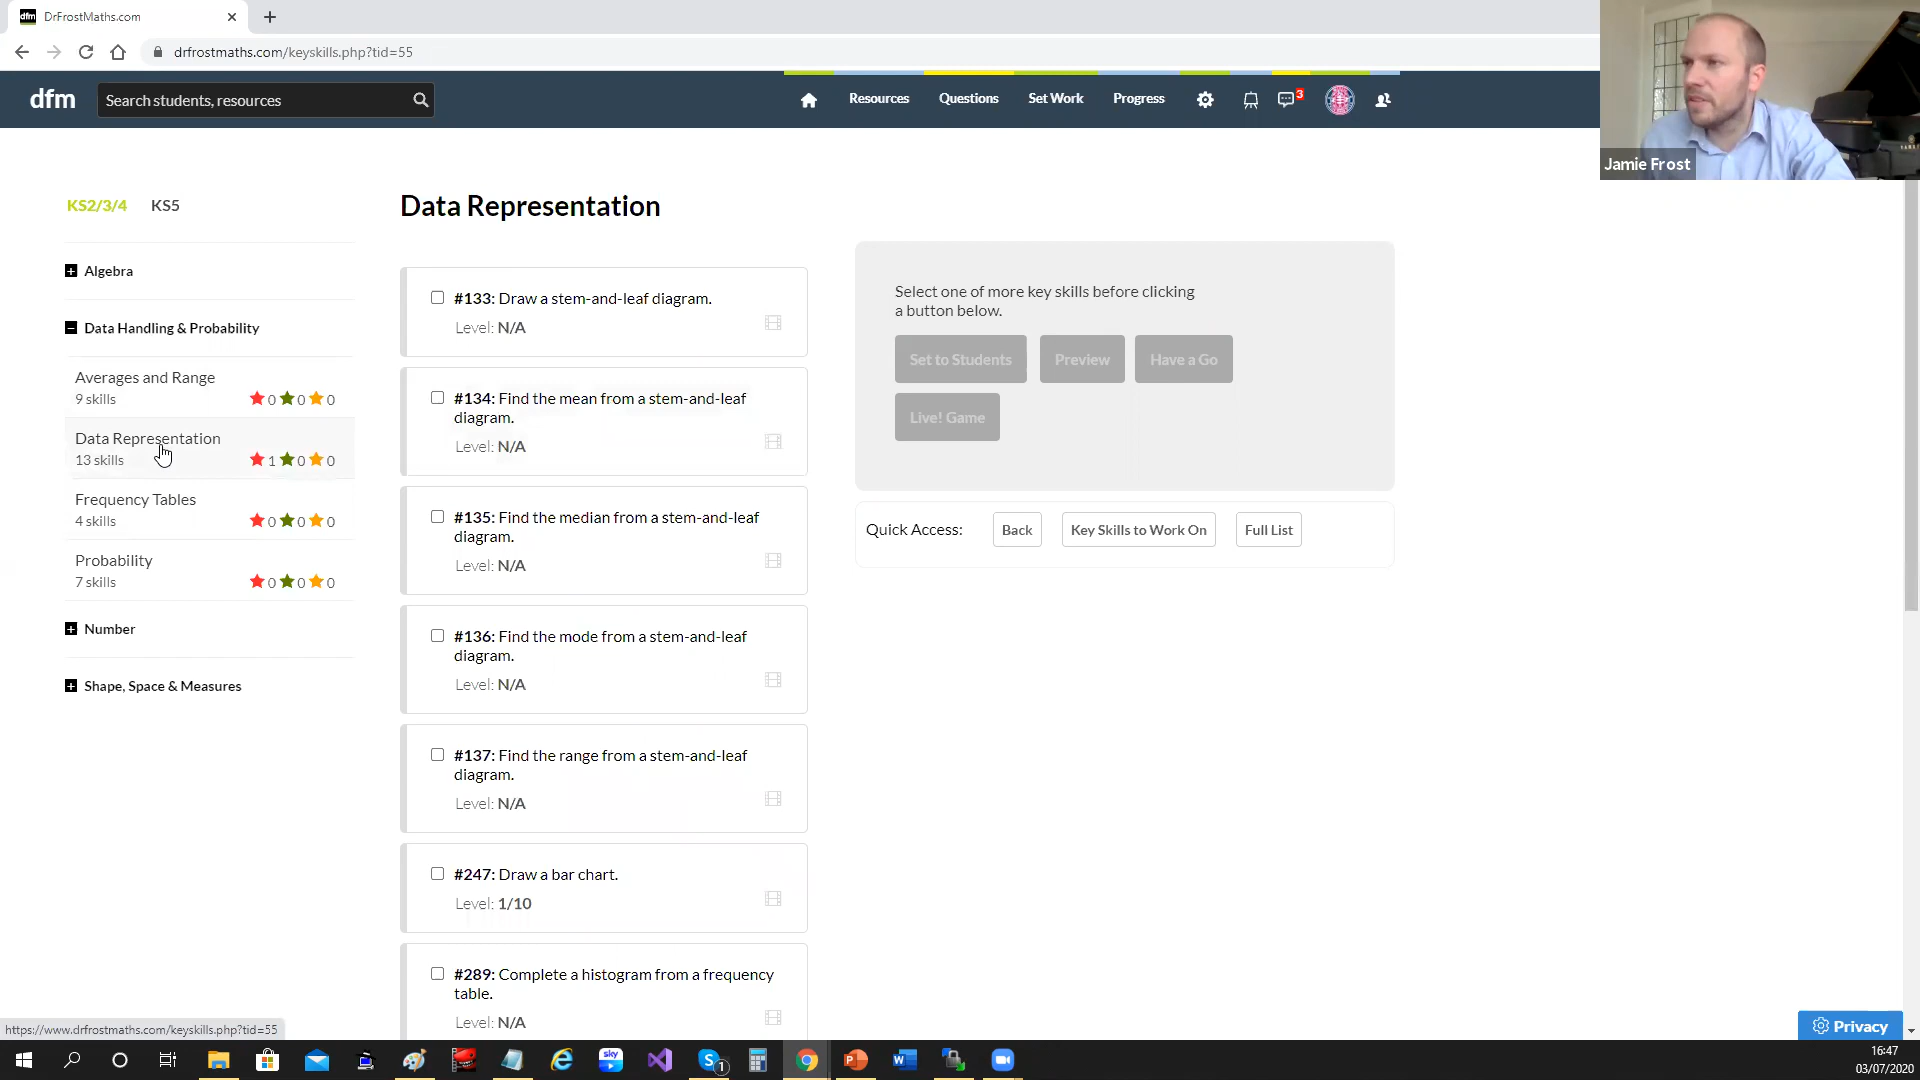 dfm DrFrostMaths.com
drfrostmaths.com/keyskills.php?tid=55
dfm
Search students, resources
Resources
Questions
Set Work
Progress
3
Jamie Frost
KS2/3/4
KS5
Algebra
Data Handling & Probability
Averages and Range
9 skills
0 0 0
Data Representation
13 skills
1 0 0
Frequency Tables
4 skills
0 0 0
Probability
7 skills
0 0 0
Number
Shape, Space & Measures
Data Representation
#133: Draw a stem-and-leaf diagram.
Level: N/A
#134: Find the mean from a stem-and-leaf
diagram.
Level: N/A
#135: Find the median from a stem-and-leaf
diagram.
Level: N/A
#136: Find the mode from a stem-and-leaf
diagram.
Level: N/A
#137: Find the range from a stem-and-leaf
diagram.
Level: N/A
#247: Draw a bar chart.
Level: 1/10
#289: Complete a histogram from a frequency
table.
Level: N/A
Select one of more key skills before clicking
a button below.
Set to Students
Preview
Have a Go
Live! Game
Quick Access:
Back
Key Skills to Work On
Full List
https://www.drfrostmaths.com/keyskills.php?tid=55
Privacy
sky
1
16:47
03/07/2020